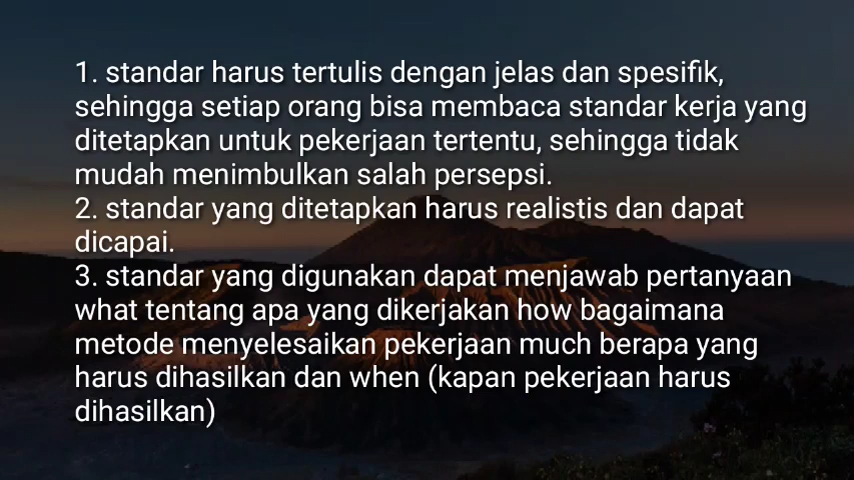 1. standar harus tertulis dengan jelas dan spesifik,
sehingga setiap orang bisa membaca standar kerja yang
ditetapkan untuk pekerjaan tertentu, sehingga tidak
mudah menimbulkan salah persepsi.
2. standar yang ditetapkan harus realistis dan dapat
dicapai.
3. standar yang digunakan dapat menjawab pertanyaan
what tentang apa yang dikerjakan how bagaimana
metode menyelesaikan pekerjaan much berapa yang
harus dihasilkan dan when (kapan pekerjaan harus
dihasilkan)